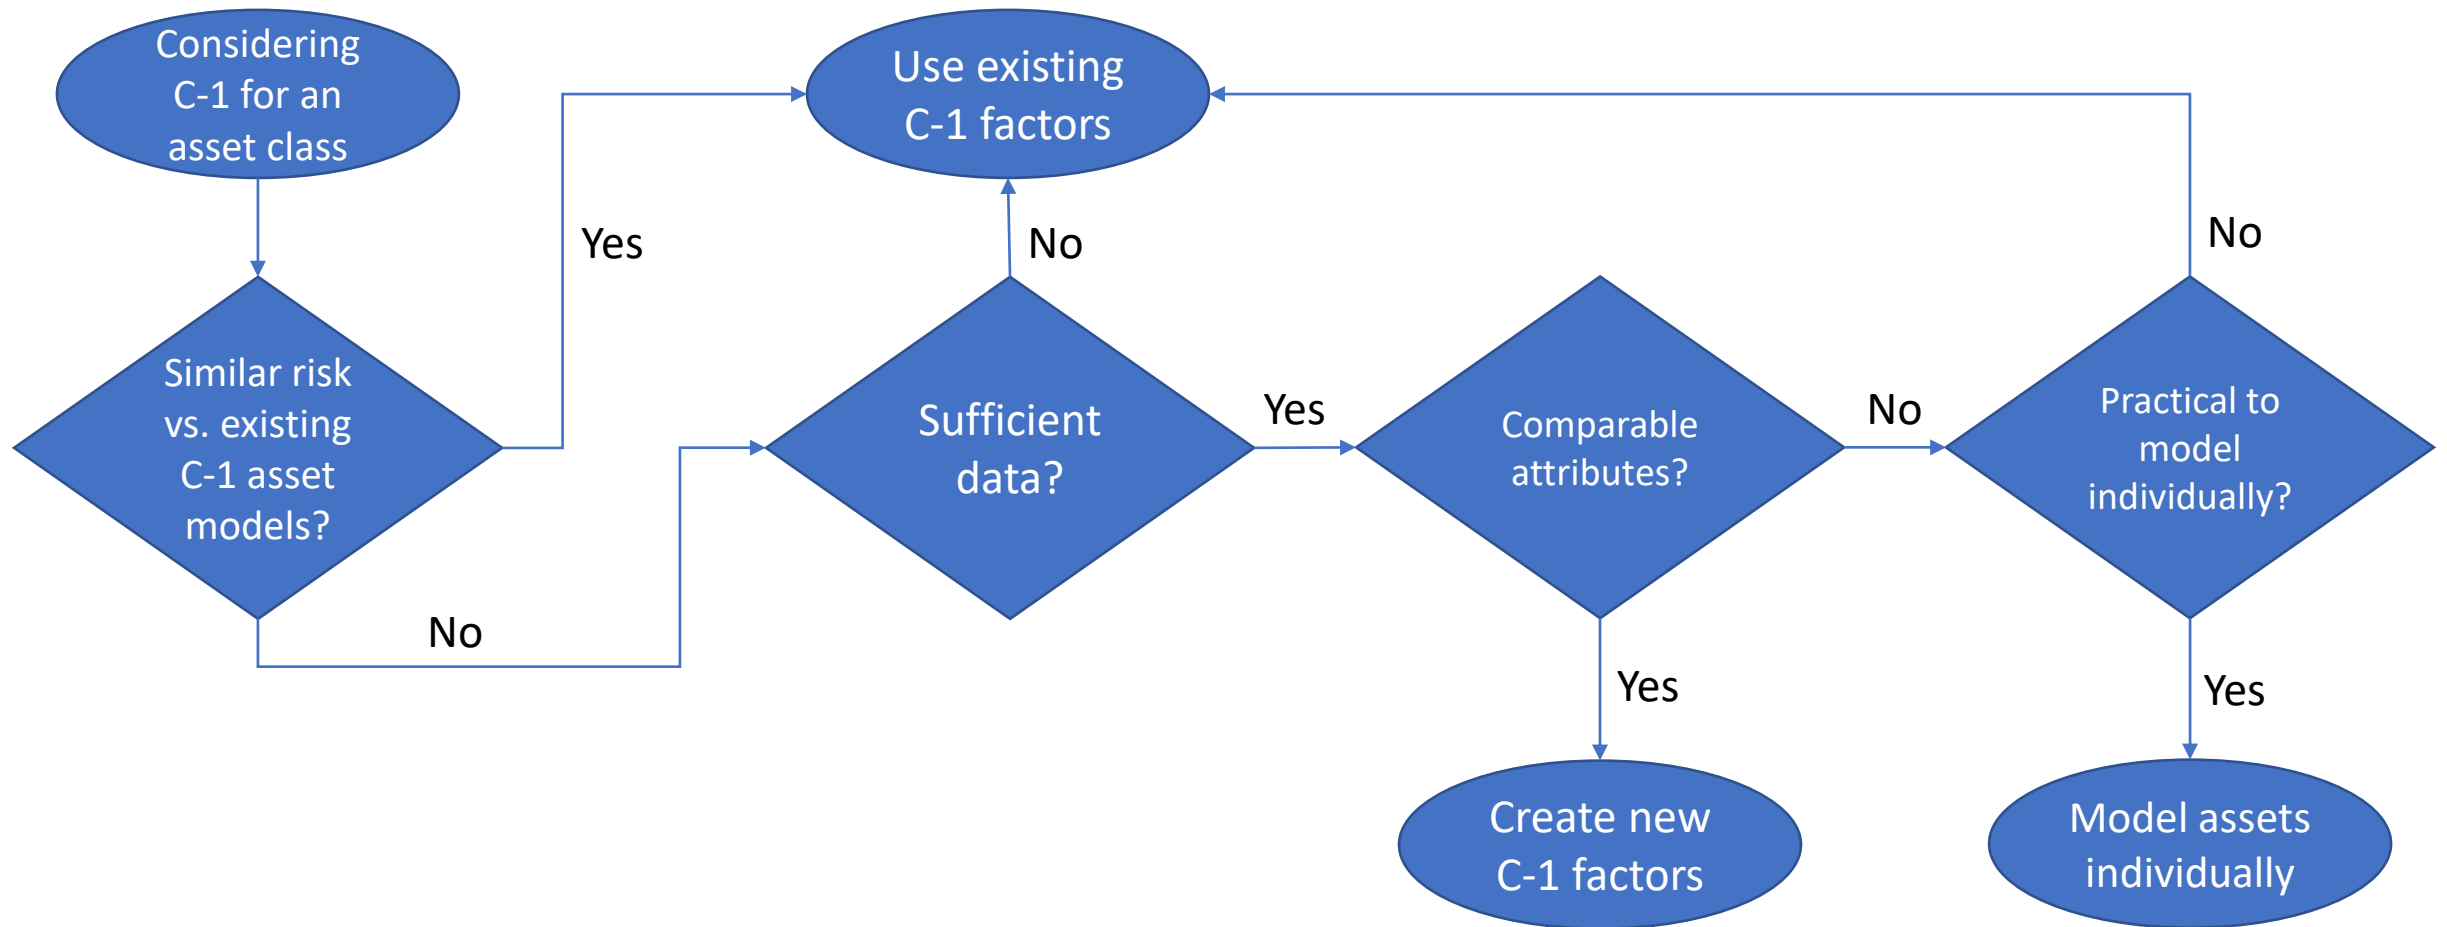 Considering
C-1 for an
asset class
Use existing
C-1 factors
Yes
No
No
Similar risk
vs. existing
C-1 asset
models?
Sufficient
data?
Yes
Comparable
attributes?
No
Practical to
model
individually?
No
Yes
Yes
Create new
C-1 factors
Model assets
individually